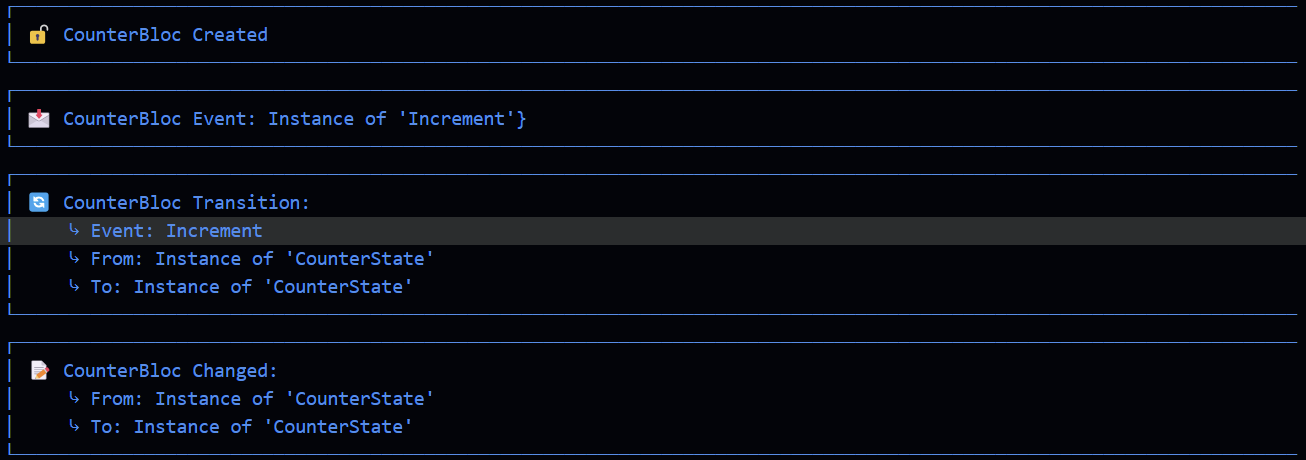 🔓 CounterBloc Created
📩 CounterBloc Event: Instance of 'Increment'}
🔄 CounterBloc Transition:
↳ Event: Increment
↳ From: Instance of 'CounterState'
↳ To: Instance of 'CounterState'
📝 CounterBloc Changed:
↳ From: Instance of 'CounterState'
↳ To: Instance of 'CounterState'